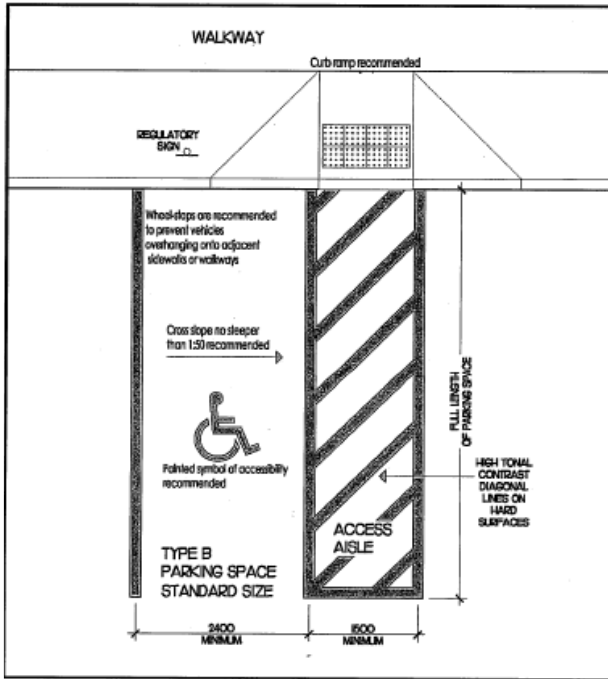 WALKWAY
Curb ramp recommended
REGULATORY
SIGN
Wheel-stops are recommended
to prevent vehicles
overhanging onto adjacent
sidewalks or walkways
Cross slope no steeper
than 1:50 recommended
Painted symbol of accessibility
recommended
FULL LENGTH
OF PARKING SPACE
HIGH TONAL
CONTRAST
DIAGONAL
LINES ON
HARD
SURFACES
ACCESS
AISLE
TYPE B
PARKING SPACE
STANDARD SIZE
2400
MINIMUM
1500
MINIMUM